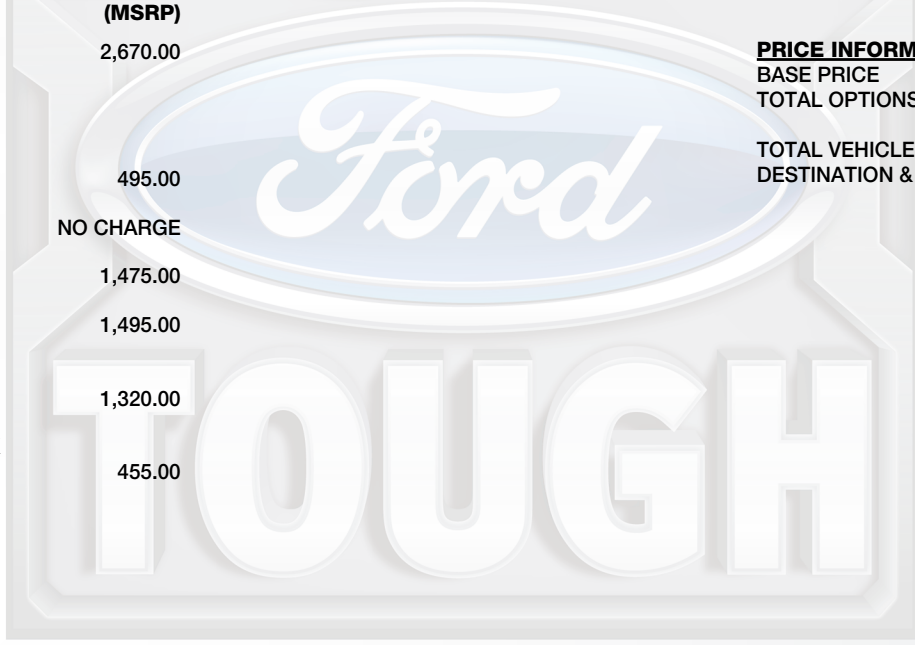 (MSRP)
2,670.00
495.00
NO CHARGE
1,475.00
1,495.00
1,320.00
455.00
PRICE INFORM
BASE PRICE
TOTAL OPTIONS
TOTAL VEHICLE
DESTINATION &
Ford
TOUGH